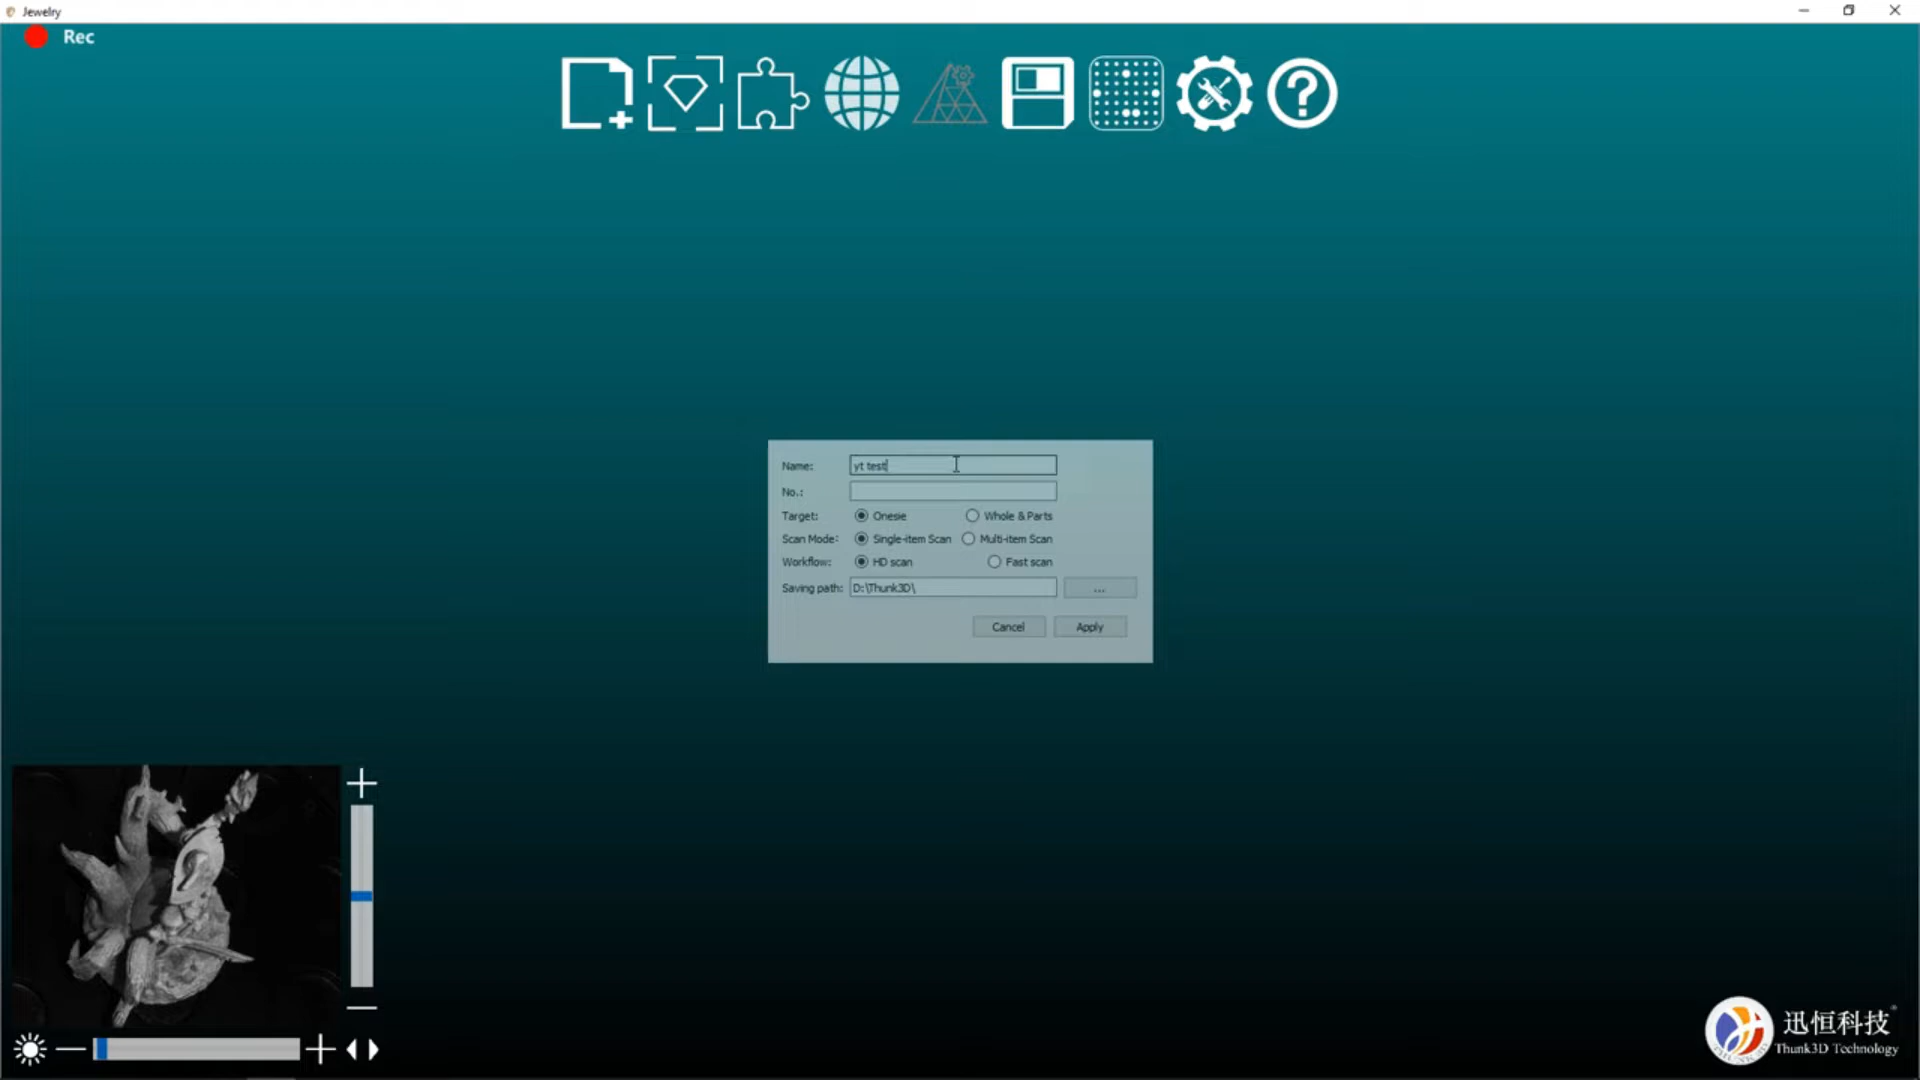 Jewelry
Rec
Name: yt test
No.:
Target: Onesie Whole & Parts
Scan Mode: Single-item Scan Multi-item Scan
Workflow: HD scan Fast scan
Saving path: D:\Thunk3D\ ...
Cancel Apply
迅恒科技
Thunk3D Technology